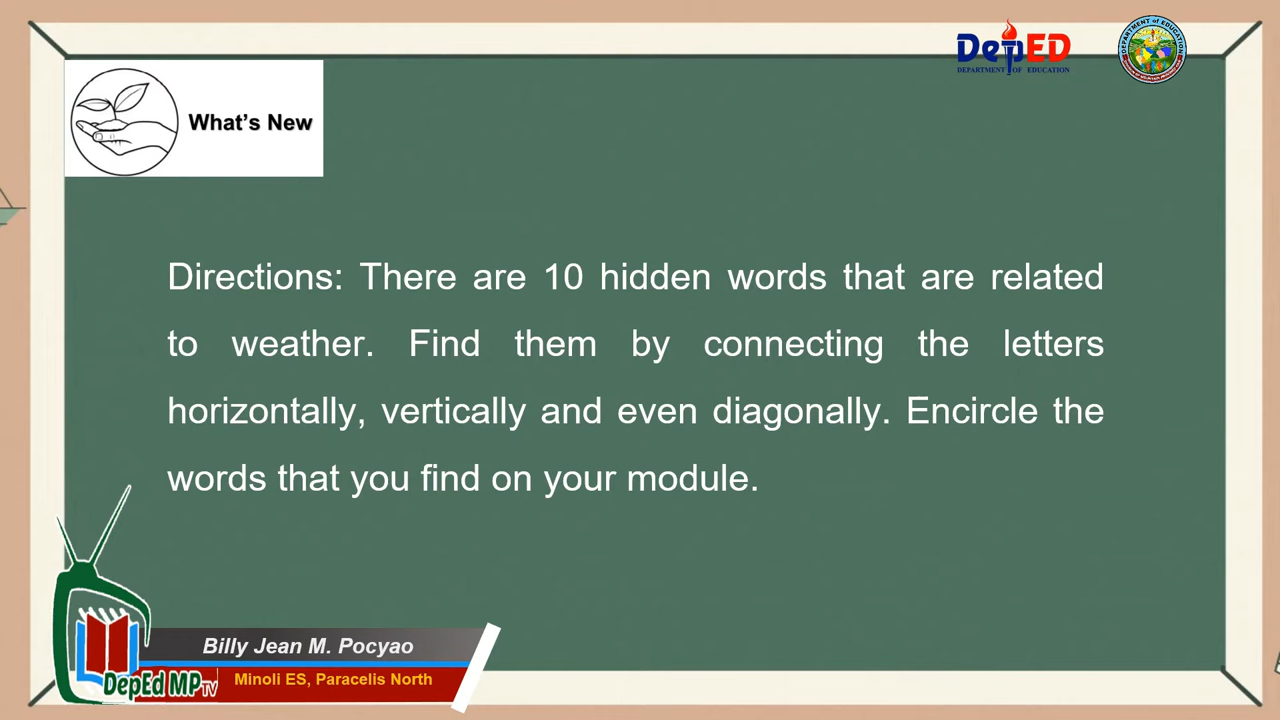 DepED
DEPARTMENT OF EDUCATION
What's New
Directions: There are 10 hidden words that are related
to weather. Find them by connecting the letters
horizontally, vertically and even diagonally. Encircle the
words that you find on your module.
Billy Jean M. Pocyao
DepEd MP TV
Minoli ES, Paracelis North